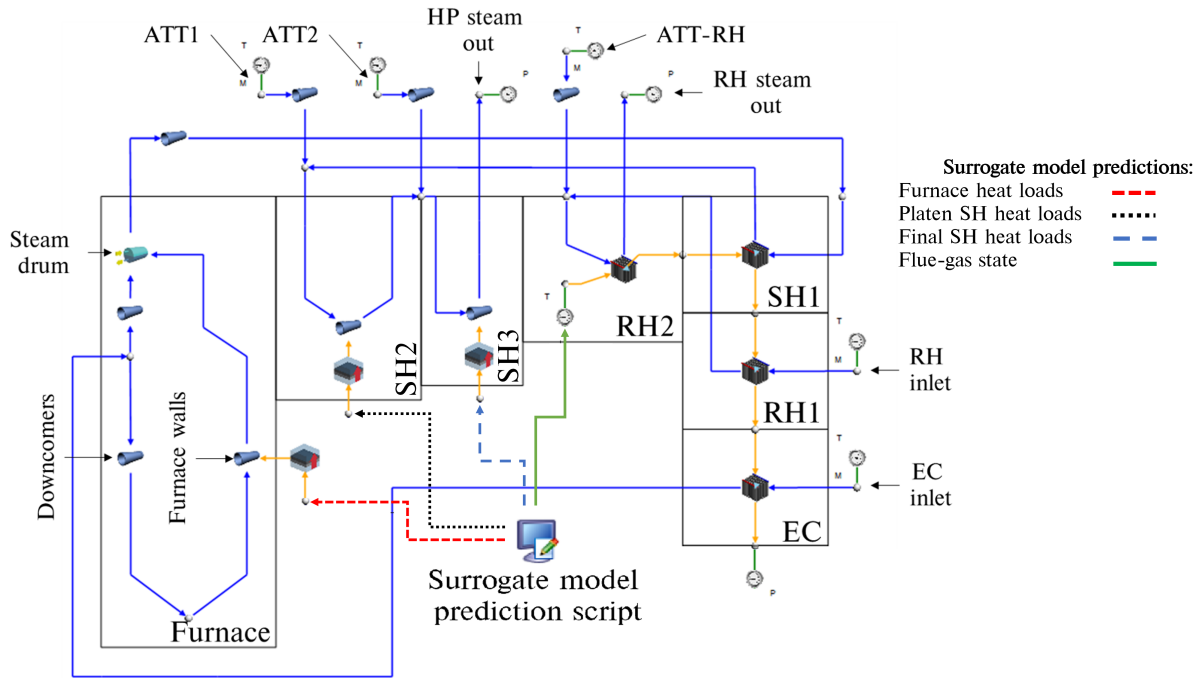 HP steam
out
ATT1
ATT2
ATT-RH
RH steam
out
T
M
T
M
P
T
M
P
Surrogate model predictions:
Furnace heat loads
Platen SH heat loads
Final SH heat loads
Flue-gas state
Steam
drum
SH1
T
RH2
T
M
RH
inlet
SH2
SH3
RH1
Downcomers
Furnace walls
T
M
EC
inlet
EC
Surrogate model
prediction script
P
Furnace